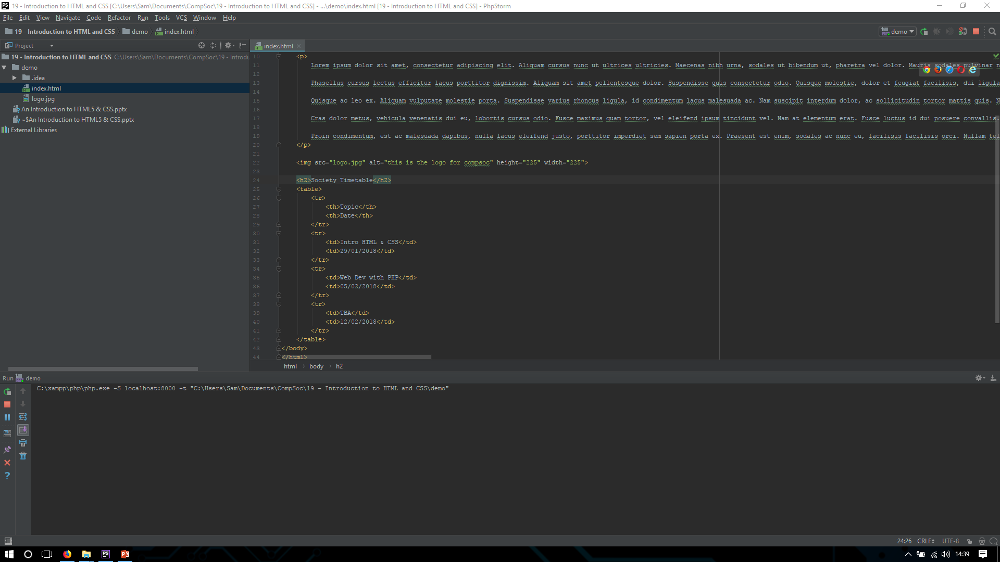 19 - Introduction to HTML and CSS [C:\Users\Sam\Documents\CompSoc\19 - Introduction to HTML and CSS] - ...\demo\index.html [19 - Introduction to HTML and CSS] - PhpStorm
File Edit View Navigate Code Refactor Run Tools VCS Window Help
19 - Introduction to HTML and CSS demo index.html demo
Project index.html
19 - Introduction to HTML and CSS C:\Users\Sam\Documents\CompSoc\19 - Introdu
demo
.idea
index.html
logo.jpg
An Introduction to HTML5 & CSS.pptx
~$An Introduction to HTML5 & CSS.pptx
External Libraries
10 <p>
11 Lorem ipsum dolor sit amet, consectetur adipiscing elit. Aliquam cursus nunc ut ultrices ultricies. Maecenas nibh urna, sodales ut bibendum ut, pharetra vel dolor. Mauris sodales pulvinar n
12
13 Phasellus cursus lectus efficitur lacus porttitor dignissim. Aliquam sit amet pellentesque dolor. Suspendisse quis consectetur odio. Quisque molestie, dolor et feugiat facilisis, dui ligula
14
15 Quisque ac leo ex. Aliquam vulputate molestie porta. Suspendisse varius rhoncus ligula, id condimentum lacus malesuada ac. Nam suscipit interdum dolor, ac sollicitudin tortor mattis quis. N
16
17 Cras dolor metus, vehicula venenatis dui eu, lobortis cursus odio. Fusce maximus quam tortor, vel eleifend ipsum tincidunt vel. Nam at elementum erat. Fusce luctus id dui posuere convallis.
18
19 Proin condimentum, est ac malesuada dapibus, nulla lacus eleifend justo, porttitor imperdiet sem sapien porta ex. Praesent est enim, sodales ac nunc eu, facilisis facilisis orci. Nullam tel
20 </p>
21
22 <img src="logo.jpg" alt="this is the logo for compsoc" height="225" width="225">
23
24 <h2>Society Timetable</h2>
25 <table>
26 <tr>
27 <th>Topic</th>
28 <th>Date</th>
29 </tr>
30 <tr>
31 <td>Intro HTML & CSS</td>
32 <td>29/01/2018</td>
33 </tr>
34 <tr>
35 <td>Web Dev with PHP</td>
36 <td>05/02/2018</td>
37 </tr>
38 <tr>
39 <td>TBA</td>
40 <td>12/02/2018</td>
41 </tr>
42 </table>
43 </body>
44 </html>
html body h2
Run demo
C:\xampp\php\php.exe -S localhost:8000 -t "C:\Users\Sam\Documents\CompSoc\19 - Introduction to HTML and CSS\demo"
24:26 CRLF UTF-8
14:39